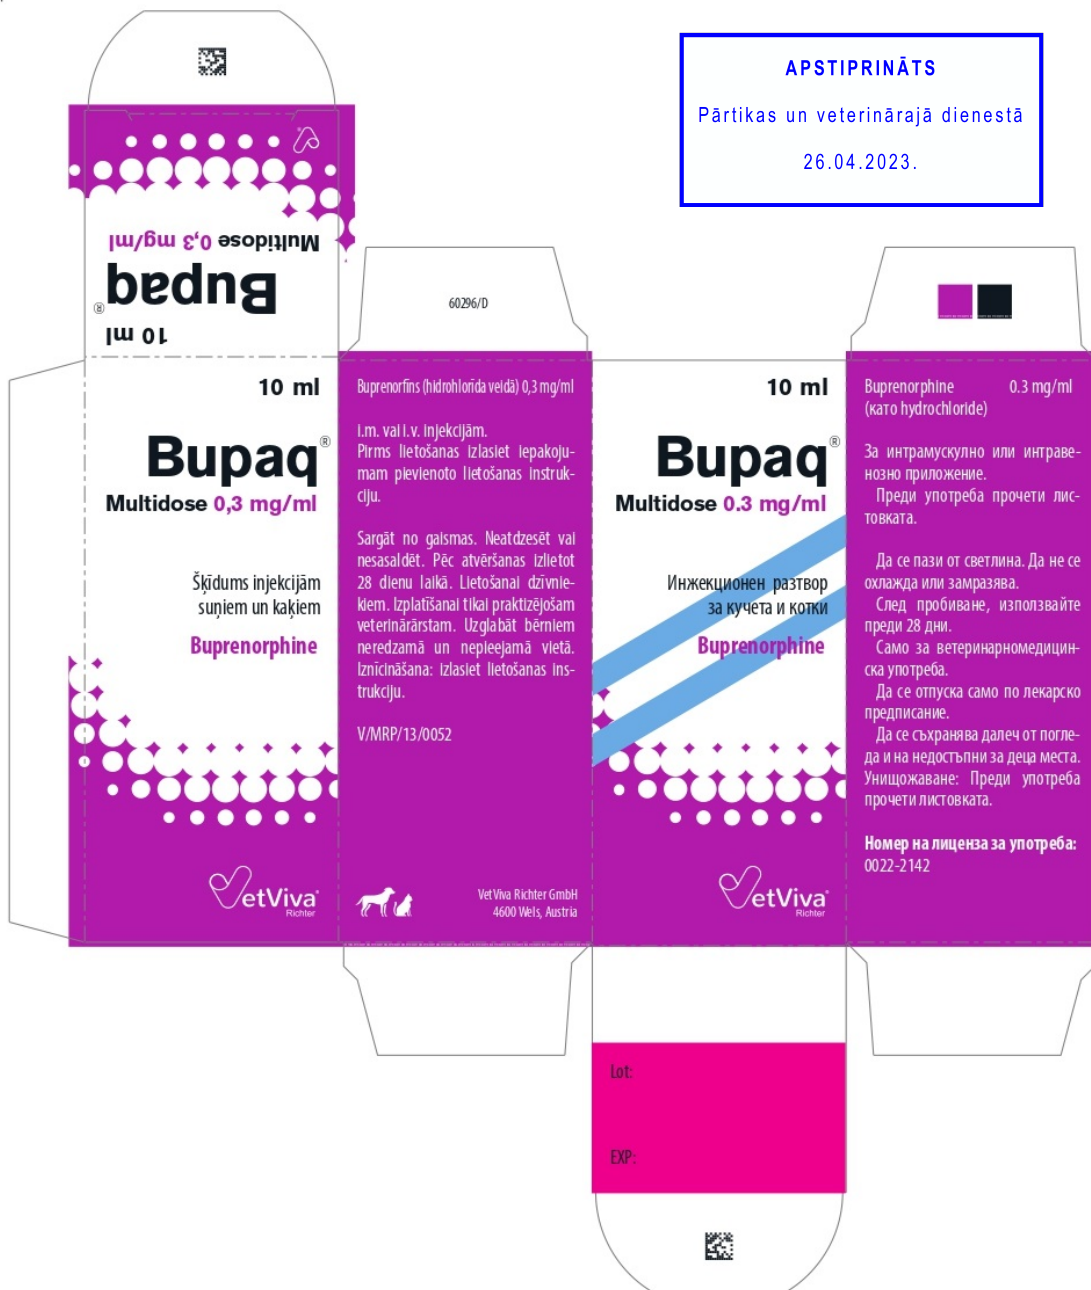 APSTIPRINĀTS
Pārtikas un veterinārajā dienestā
26.04.2023.
10 ml
Bupaq®
Multidose 0,3 mg/ml
60296/D
10 ml
Bupaq®
Multidose 0,3 mg/ml
Šķīdums injekcijām
suņiem un kaķiem
Buprenorphine
VetViva®
Richter
Buprenorfīns (hidrohlorīda veidā) 0,3 mg/ml
i.m. vai i.v. injekcijām.
Pirms lietošanas izlasiet iepakoju-
mam pievienoto lietošanas instruk-
ciju.
Sargāt no gaismas. Neatdzesēt vai
nesasaldēt. Pēc atvēršanas izlietot
28 dienu laikā. Lietošanai dzīvnie-
kiem. Izplatīšanai tikai praktizējošam
veterinārārstam. Uzglabāt bērniem
neredzamā un nepieejamā vietā.
Iznīcināšana: izlasiet lietošanas ins-
trukciju.
V/MRP/13/0052
VetViva Richter GmbH
4600 Wels, Austria
10 ml
Bupaq®
Multidose 0.3 mg/ml
Инжекционен разтвор
за кучета и котки
Buprenorphine
VetViva®
Richter
Buprenorphine 0.3 mg/ml
(като hydrochloride)
За интрамускулно или интраве-
нозно приложение.
Преди употреба прочети лис-
товката.
Да се пази от светлина. Да не се
охлажда или замразява.
След пробиване, използвайте
преди 28 дни.
Само за ветеринарномедицин-
ска употреба.
Да се отпуска само по лекарско
предписание.
Да се съхранява далеч от погле-
да и на недостъпни за деца места.
Унищожаване: Преди употреба
прочети листовката.
Номер на лиценза за употреба:
0022-2142
Lot:
EXP: